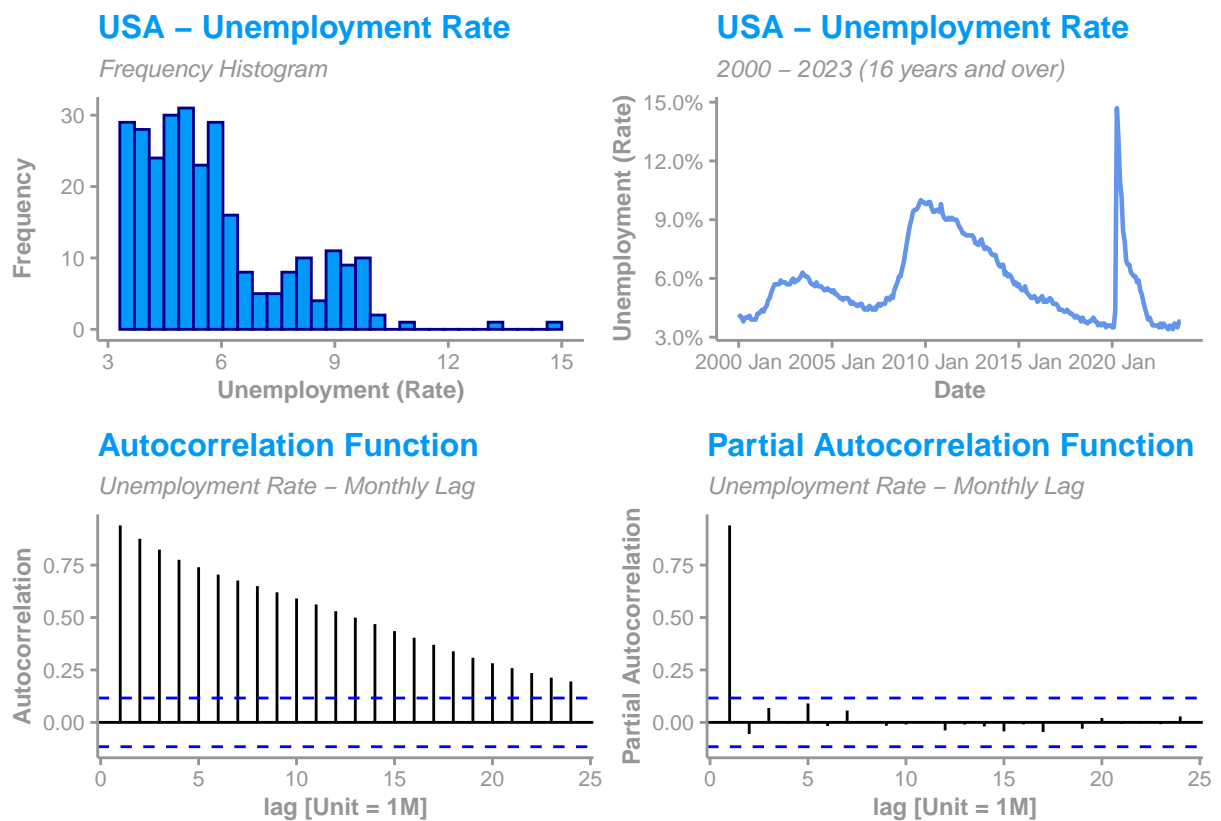 USA – Unemployment Rate
Frequency Histogram
30
20
10
0
Frequency
3 6 9 12 15
Unemployment (Rate)
USA – Unemployment Rate
2000 – 2023 (16 years and over)
15.0%
12.0%
9.0%
6.0%
3.0%
Unemployment (Rate)
2000 Jan 2005 Jan 2010 Jan 2015 Jan 2020 Jan
Date
Autocorrelation Function
Unemployment Rate – Monthly Lag
0.75
0.50
0.25
0.00
Autocorrelation
0 5 10 15 20 25
lag [Unit = 1M]
Partial Autocorrelation Function
Unemployment Rate – Monthly Lag
0.75
0.50
0.25
0.00
Partial Autocorrelation
0 5 10 15 20 25
lag [Unit = 1M]